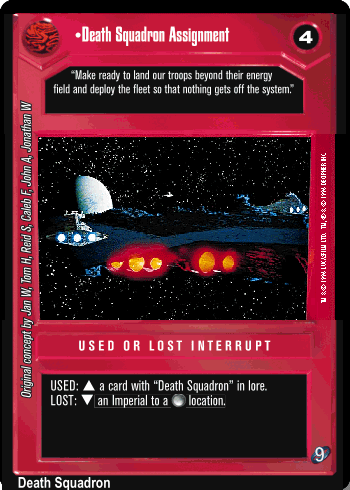 •Death Squadron Assignment
4
“Make ready to land our troops beyond their energy
field and deploy the fleet so that nothing gets off the system.”
Original concept by Jan W, Tom H, Reid S, Caleb F, John A, Jonathan W
USED OR LOST INTERRUPT
USED: ▲ a card with “Death Squadron” in lore.
LOST: ▼ an Imperial to a location.
9
Death Squadron